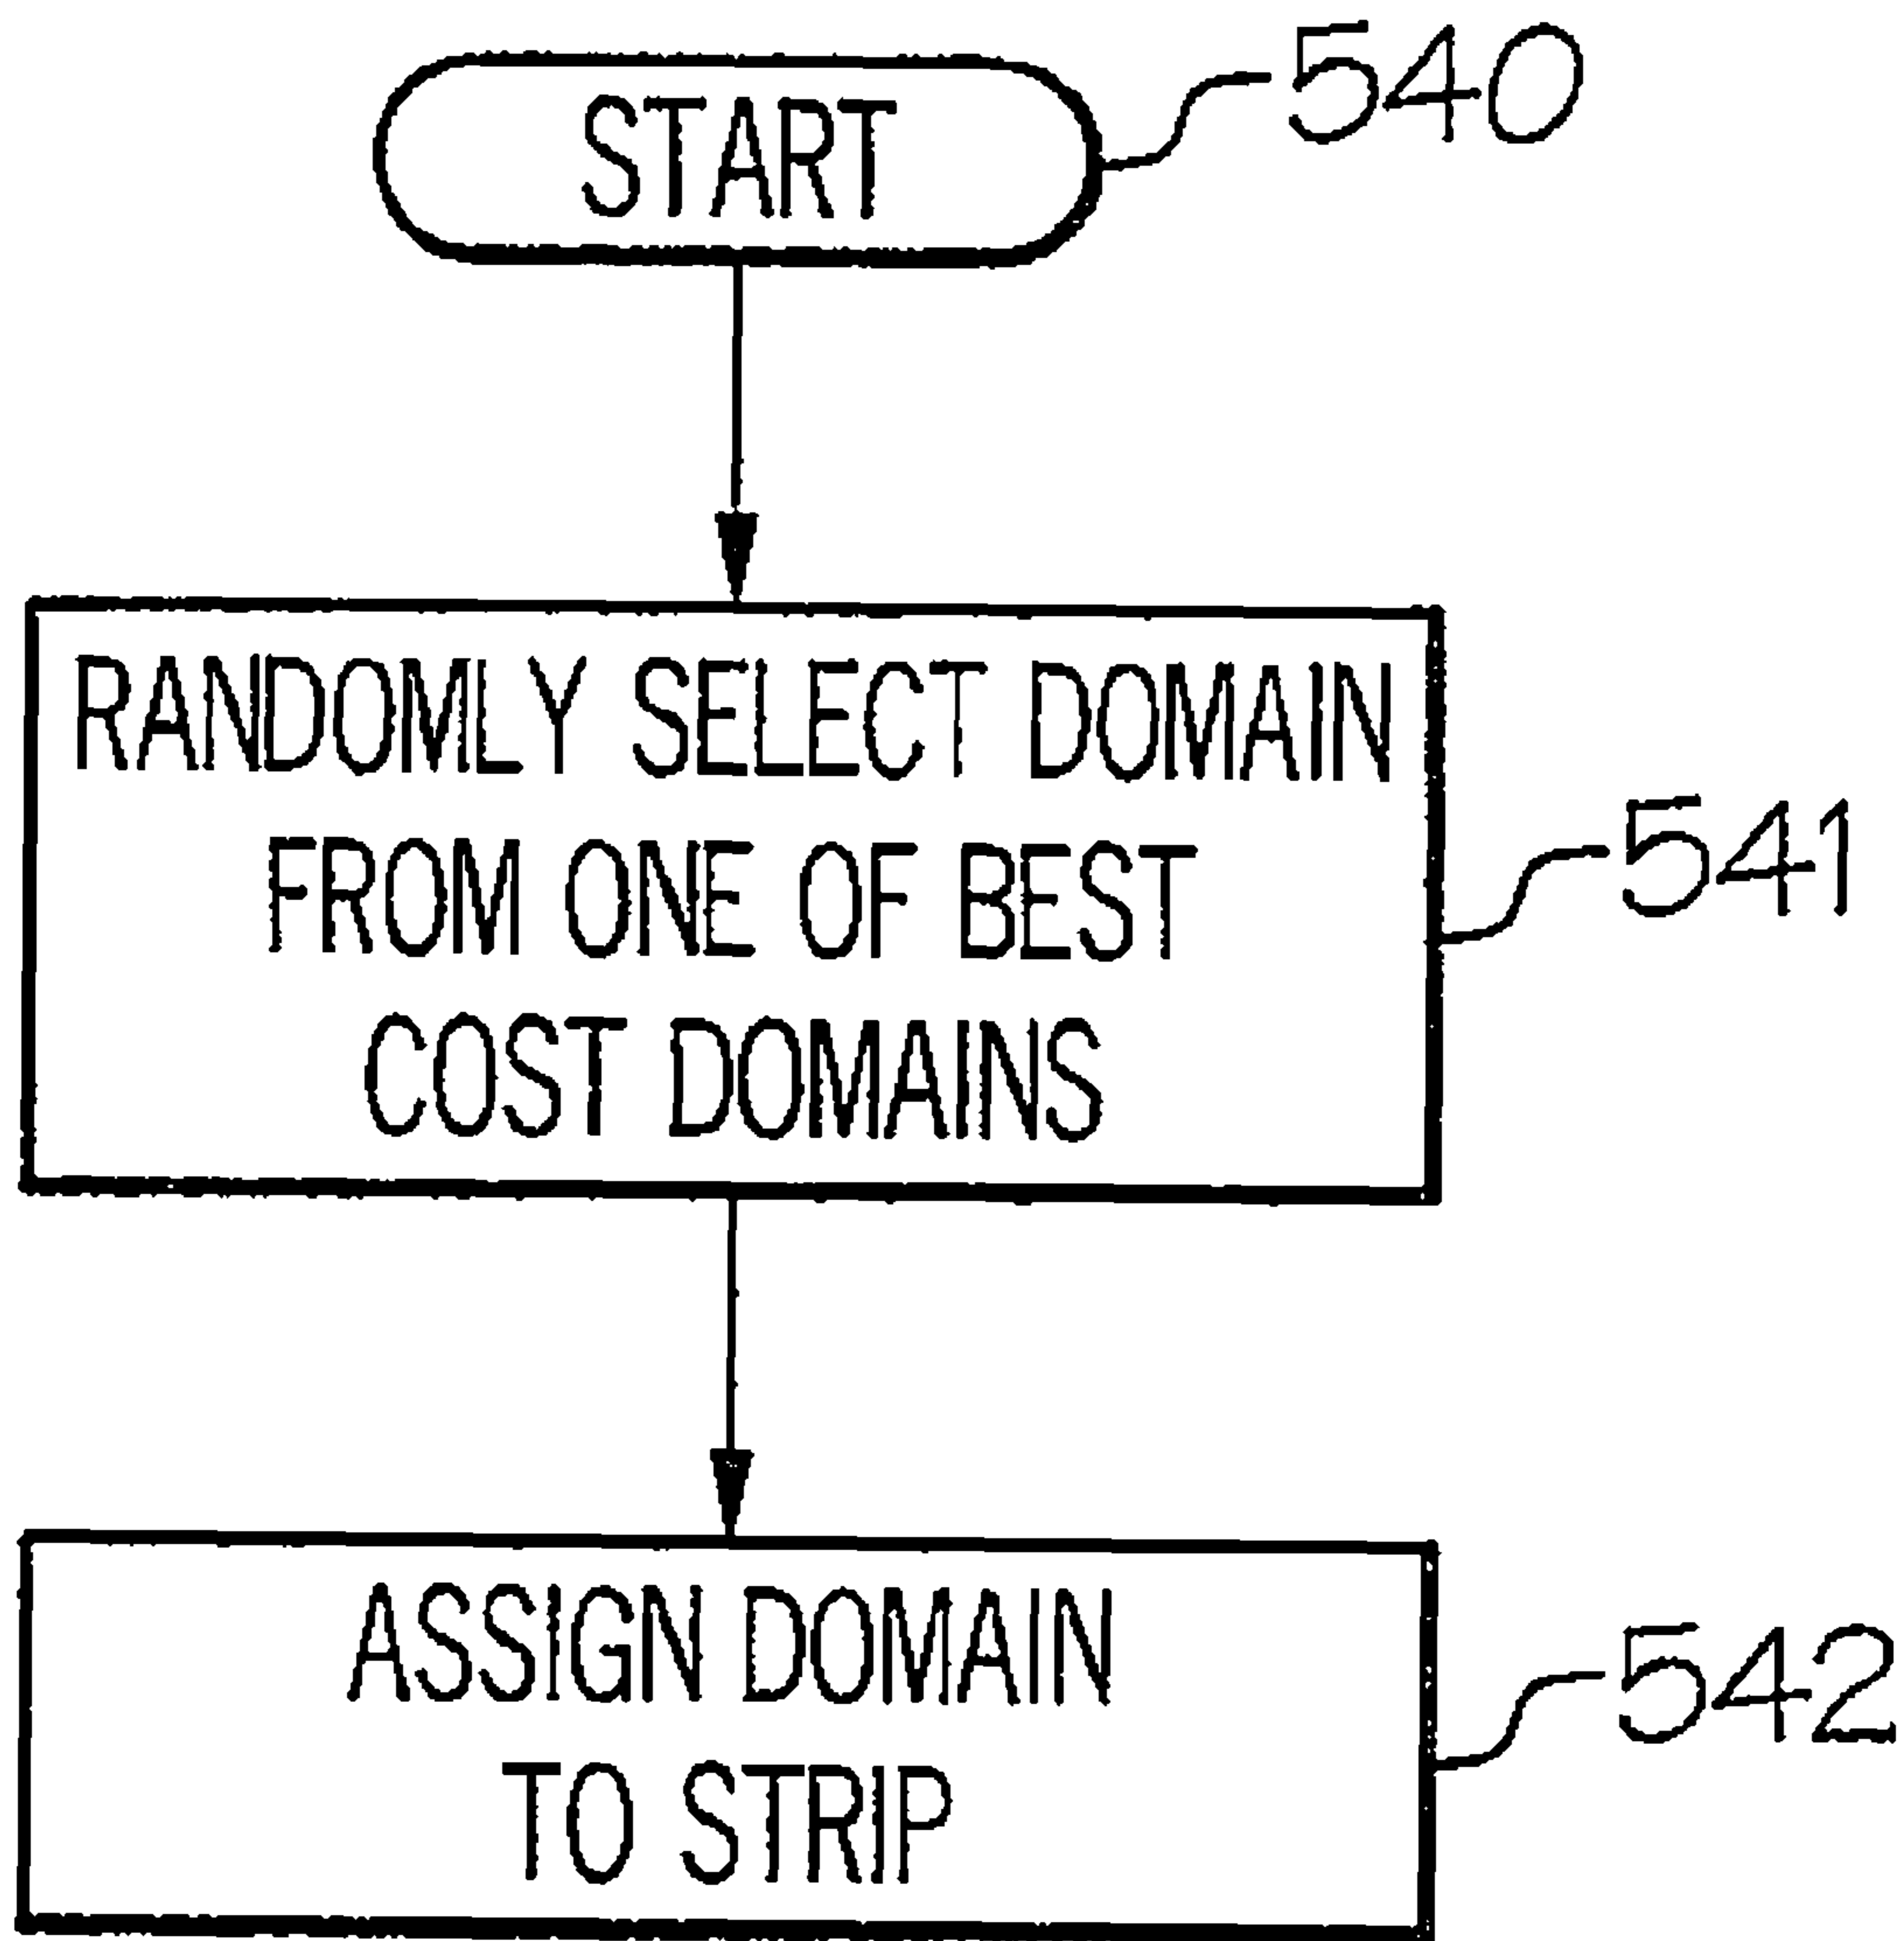 START
540
RANDOMLY SELECT DOMAIN
FROM ONE OF BEST
COST DOMAINS
541
ASSIGN DOMAIN
TO STRIP
542